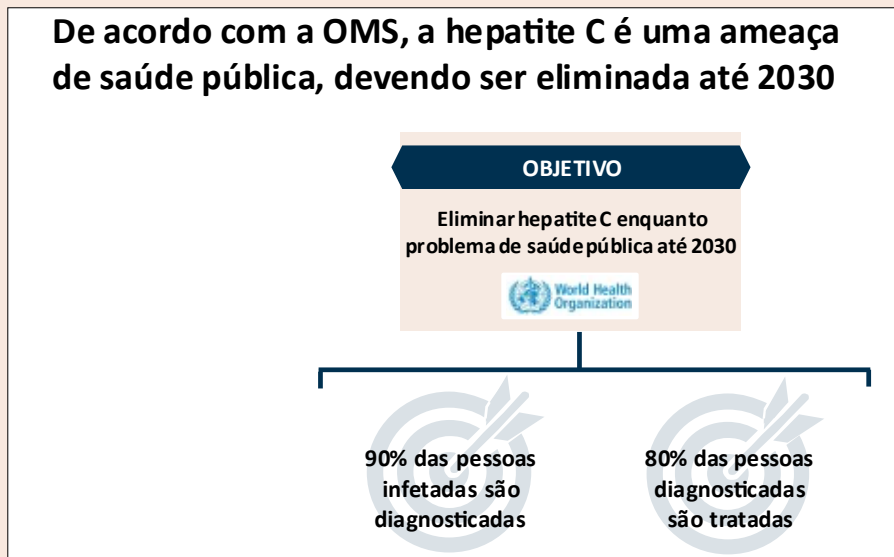 De acordo com a OMS, a hepatite C é uma ameaça
de saúde pública, devendo ser eliminada até 2030
OBJETIVO
Eliminar hepatite C enquanto
problema de saúde pública até 2030
World Health
Organization
90% das pessoas
infetadas são
diagnosticadas
80% das pessoas
diagnosticadas
são tratadas